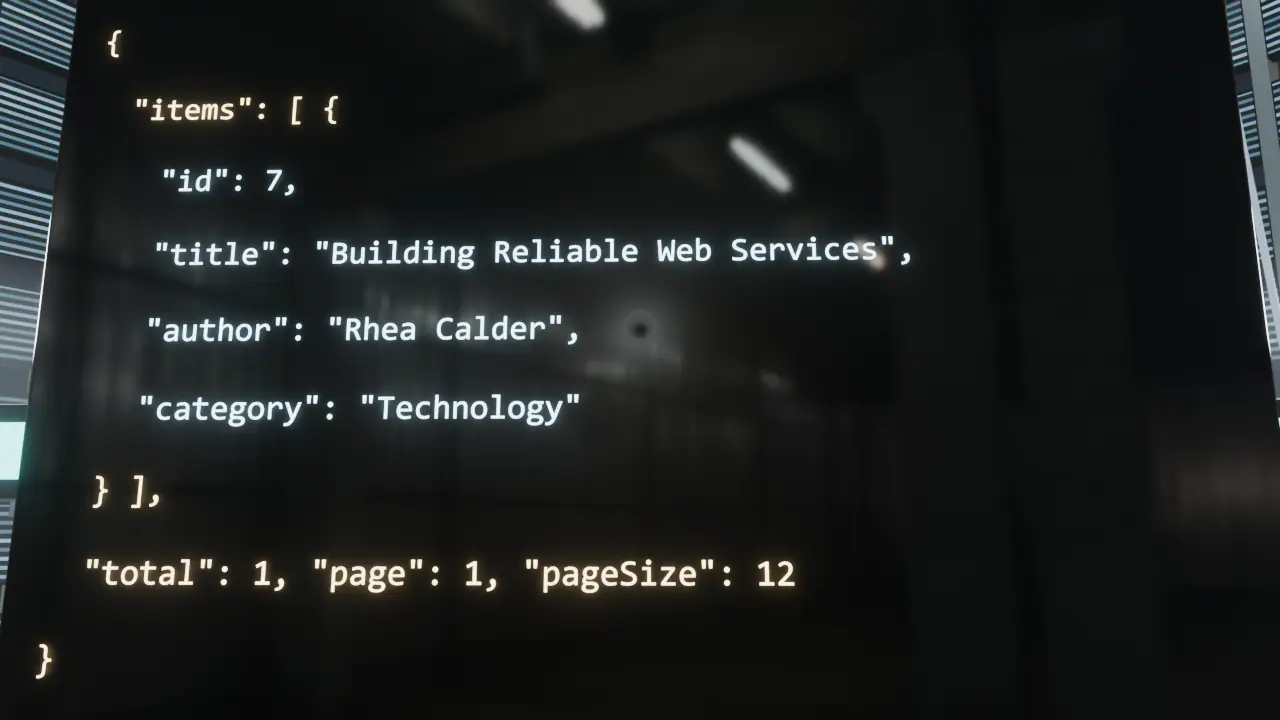 {
"items": [ {
"id": 7,
"title": "Building Reliable Web Services",
"author": "Rhea Calder",
"category": "Technology"
} ],
"total": 1, "page": 1, "pageSize": 12
}